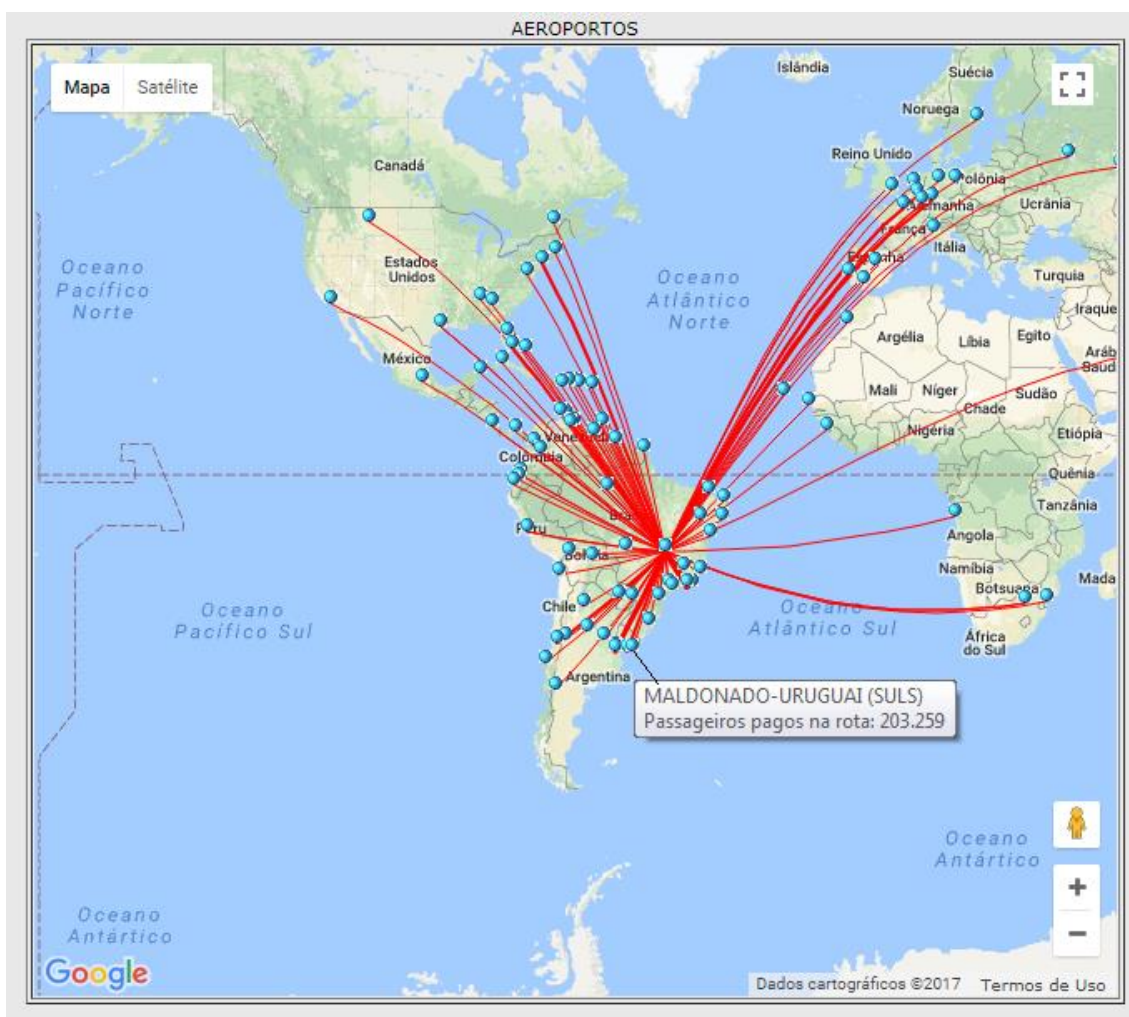 AEROPORTOS
Mapa
Satélite
Islândia
Suécia
Noruega
Canadá
Reino Unido
Polônia
Alemanha
Ucrânia
França
Estados
Unidos
Itália
Oceano
Pacífico
Norte
Oceano
Atlântico
Norte
Turquia
Iraque
Argélia
Líbia
Egito
México
Mali
Níger
Sudão
Chade
Nigéria
Etiópia
Colômbia
Quênia
Tanzânia
Peru
Angola
Namíbia
Botsuana
Mada
Oceano
Pacífico Sul
Chile
Oceano
Atlântico Sul
África
do Sul
Argentina
MALDONADO-URUGUAI (SULS)
Passageiros pagos na rota: 203.259
Oceano
Antártico
Oceano
Antártico
Google
Dados cartográficos ©2017
Termos de Uso